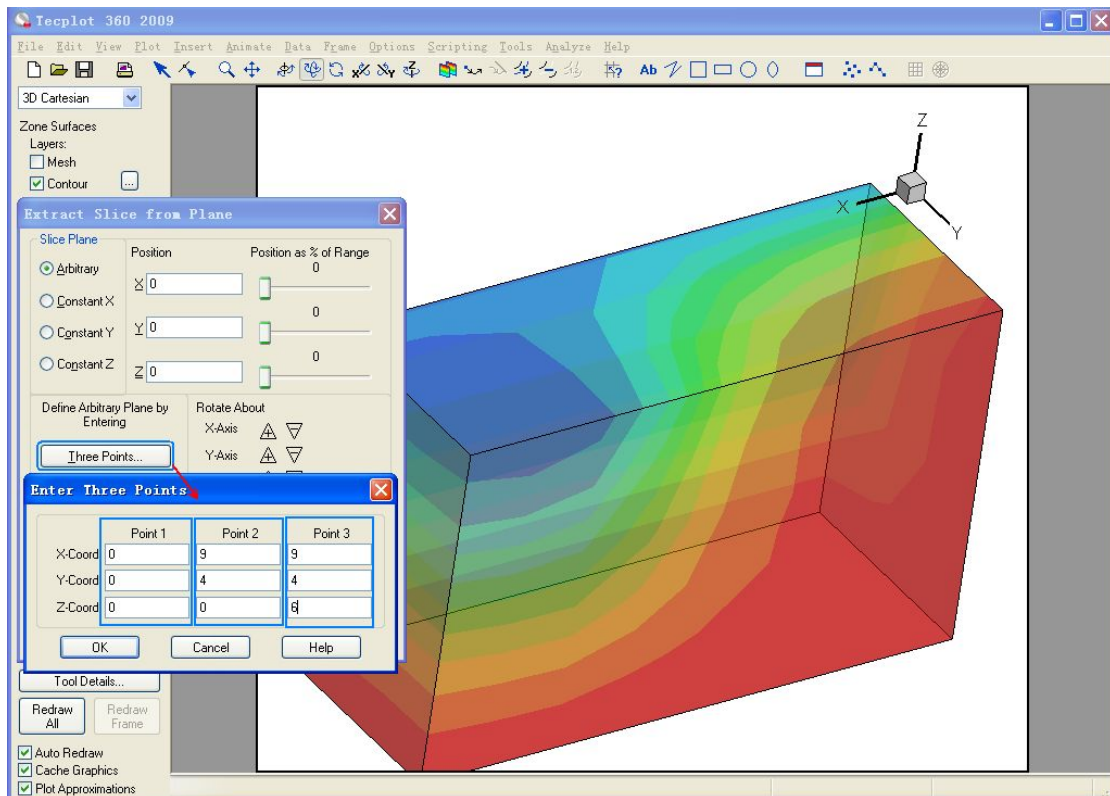 Tecplot 360 2009
File Edit View Plot Insert Animate Data Frame Options Scripting Tools Analyze Help
Ab
3D Cartesian
Zone Surfaces
Layers:
Mesh
Contour ...
Extract Slice from Plane
Slice Plane
Position Position as % of Range
Arbitrary
X 0 0
Constant X
Y 0 0
Constant Y
Z 0 0
Constant Z
Define Arbitrary Plane by
Entering
Rotate About
X-Axis
Three Points...
Y-Axis
Enter Three Points
Point 1 Point 2 Point 3
X-Coord 0 9 9
Y-Coord 0 4 4
Z-Coord 0 0 6
OK Cancel Help
Tool Details...
Redraw
All
Redraw
Frame
Auto Redraw
Cache Graphics
Plot Approximations
Z
X
Y